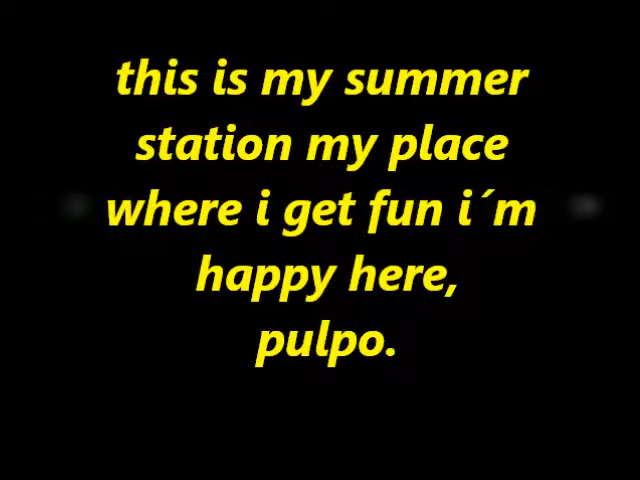 this is my summer
station my place
where i get fun i´m
happy here,
pulpo.